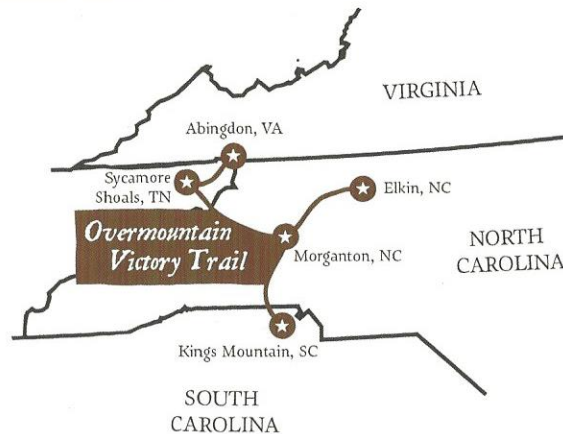 VIRGINIA
Abingdon, VA
Sycamore
Shoals, TN
Elkin, NC
Overmountain
Victory Trail
Morganton, NC
NORTH
CAROLINA
Kings Mountain, SC
SOUTH
CAROLINA